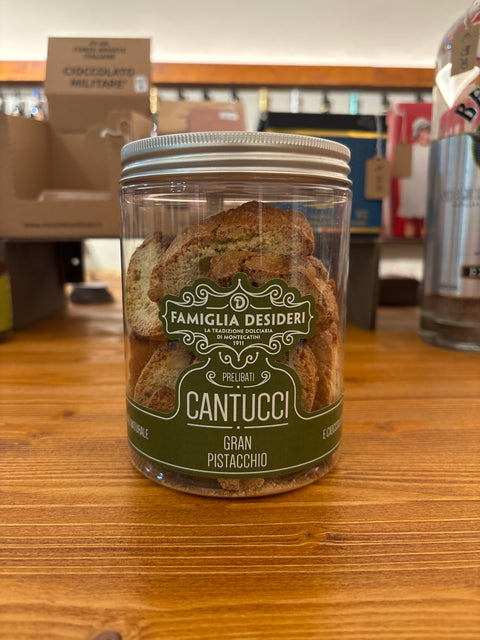 CIOCCOLATO
MILITARE
FAMIGLIA DESIDERI
LA TRADIZIONE DOLCIARIA
DI MONTECATINI
1911
PRELIBATI
CANTUCCI
GRAN
PISTACCHIO